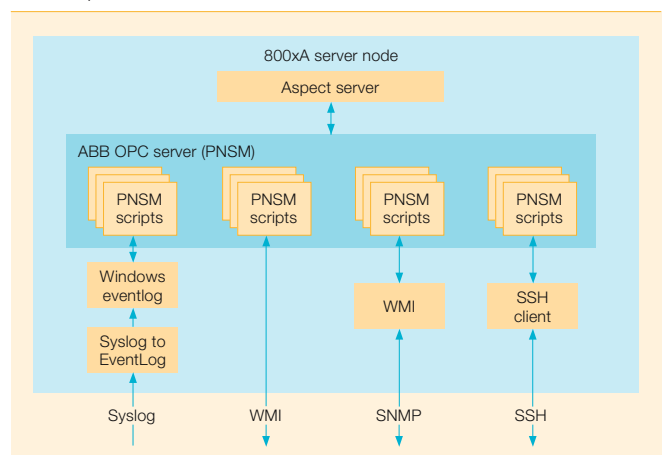 800xA server node
Aspect server
ABB OPC server (PNSM)
PNSM
scripts
PNSM
scripts
PNSM
scripts
PNSM
scripts
Windows
eventlog
WMI
SSH
client
Syslog to
EventLog
Syslog
WMI
SNMP
SSH